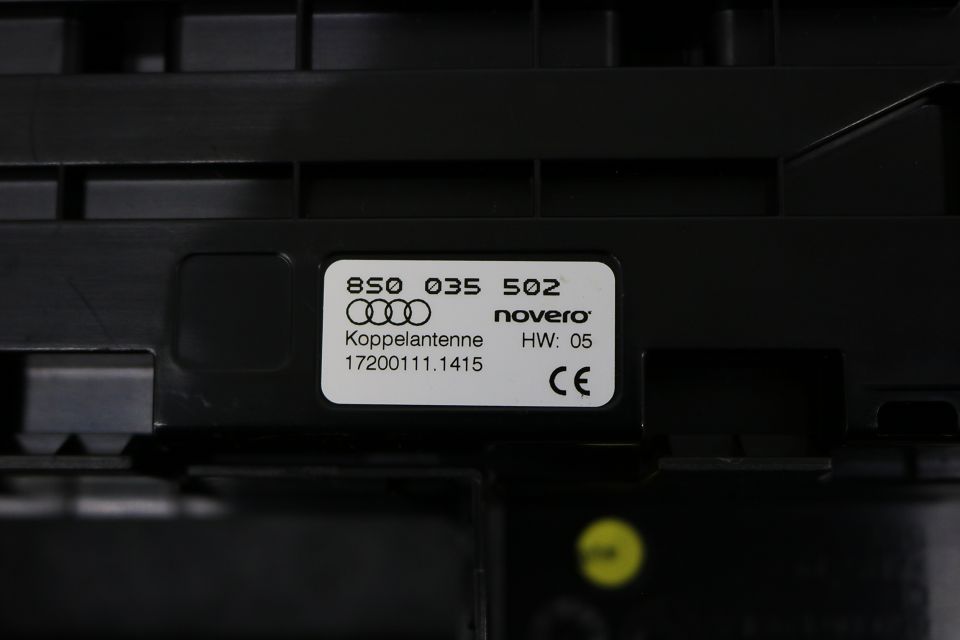 8S0 035 502
novero
Koppelantenne HW: 05
17200111.1415
CE